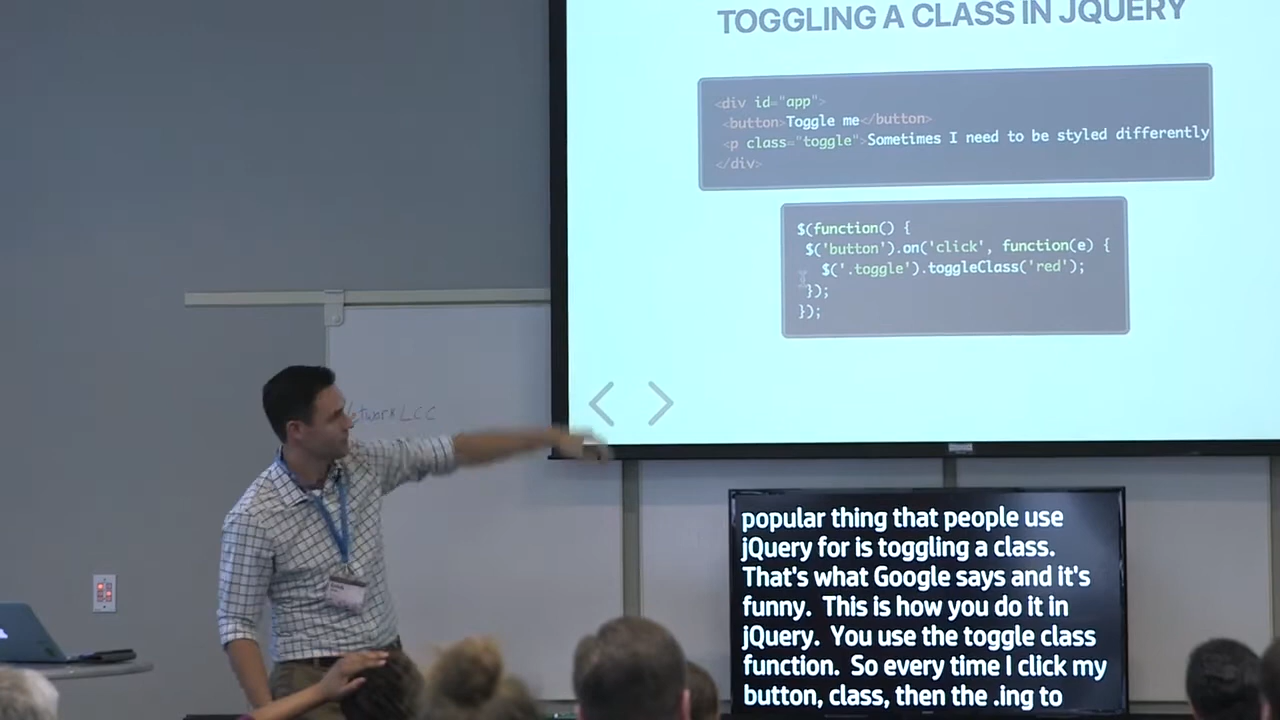 TOGGLING A CLASS IN JQUERY
<div id="app">
<button>Toggle me</button>
<p class="toggle">Sometimes I need to be styled differently
</div>
$(function() {
$('button').on('click', function(e) {
$('.toggle').toggleClass('red');
});
});
popular thing that people use
jQuery for is toggling a class.
That's what Google says and it's
funny.  This is how you do it in
jQuery.  You use the toggle class
function.  So every time I click my
button, class, then the .ing to